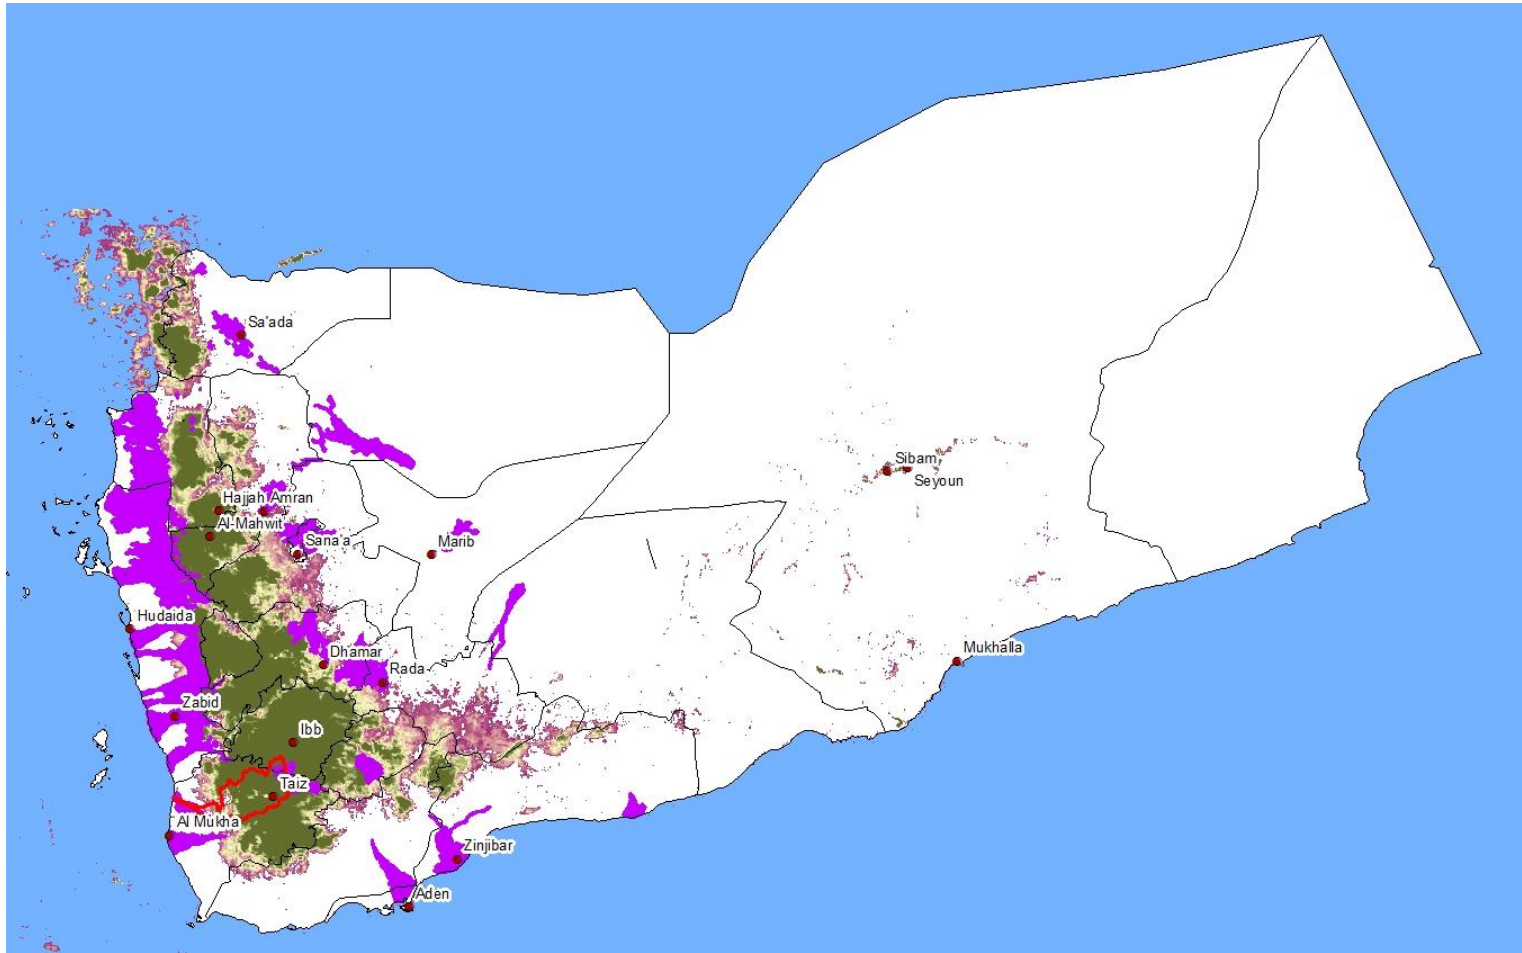 Sa'ada
Sibam
Seyoun
Hajjah Amran
Al-Mahwit
Sana'a
Marib
Hudaida
Dhamar
Mukhalla
Rada
Zabid
Ibb
Taiz
Al Mukha
Zinjibar
Aden